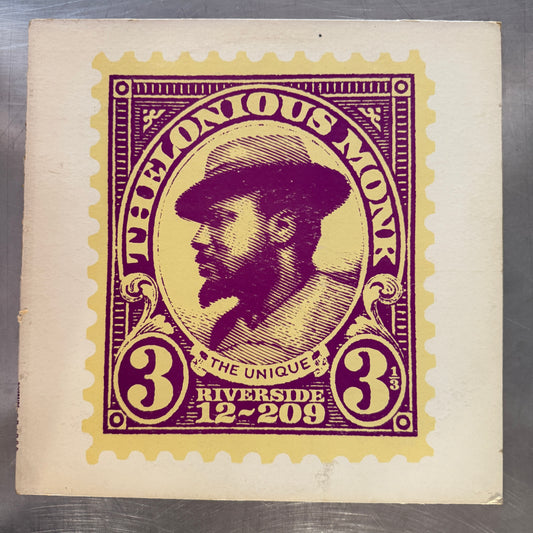 THELONIOUS MONK
THE UNIQUE
3
RIVERSIDE
12~209
3 1/3